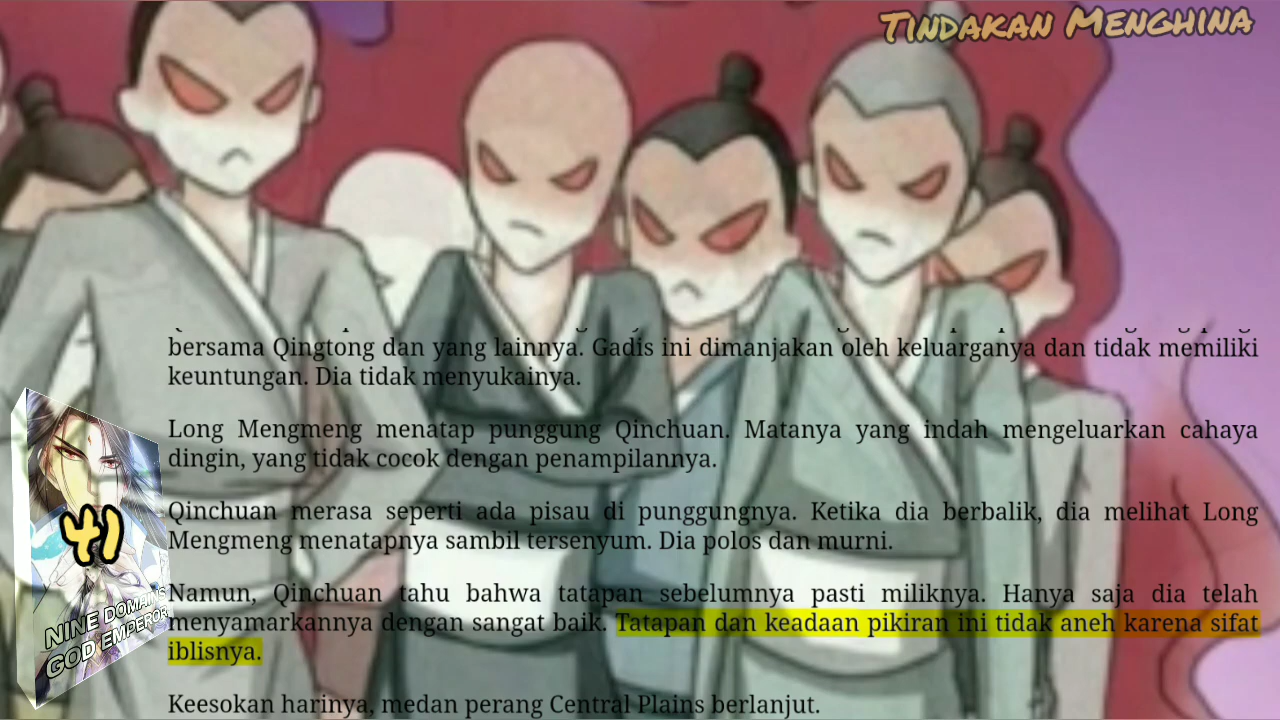 Tindakan Menghina
bersama Qingtong dan yang lainnya. Gadis ini dimanjakan oleh keluarganya dan tidak memiliki
keuntungan. Dia tidak menyukainya.
Long Mengmeng menatap punggung Qinchuan. Matanya yang indah mengeluarkan cahaya
dingin, yang tidak cocok dengan penampilannya.
Qinchuan merasa seperti ada pisau di punggungnya. Ketika dia berbalik, dia melihat Long
Mengmeng menatapnya sambil tersenyum. Dia polos dan murni.
Namun, Qinchuan tahu bahwa tatapan sebelumnya pasti miliknya. Hanya saja dia telah
menyamarkannya dengan sangat baik. Tatapan dan keadaan pikiran ini tidak aneh karena sifat
iblisnya.
Keesokan harinya, medan perang Central Plains berlanjut.
41
NINE DOMAINS
GOD EMPEROR